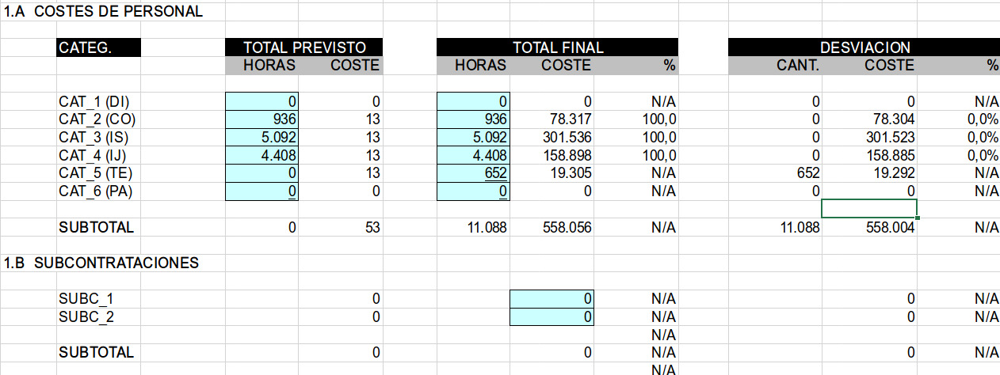 1.A COSTES DE PERSONAL
CATEG. TOTAL PREVISTO TOTAL FINAL DESVIACION
HORAS COSTE HORAS COSTE % CANT. COSTE %
CAT_1 (DI) 0 0 0 0 N/A 0 0 N/A
CAT_2 (CO) 936 13 936 78.317 100,0 0 78.304 0,0%
CAT_3 (IS) 5.092 13 5.092 301.536 100,0 0 301.523 0,0%
CAT_4 (IJ) 4.408 13 4.408 158.898 100,0 0 158.885 0,0%
CAT_5 (TE) 0 13 652 19.305 N/A 652 19.292 N/A
CAT_6 (PA) 0 0 0 0 N/A 0 0 N/A
SUBTOTAL 0 53 11.088 558.056 N/A 11.088 558.004 N/A
1.B SUBCONTRATACIONES
SUBC_1 0 0 N/A 0 N/A
SUBC_2 0 0 N/A 0 N/A
N/A
SUBTOTAL 0 0 N/A 0 N/A
N/A